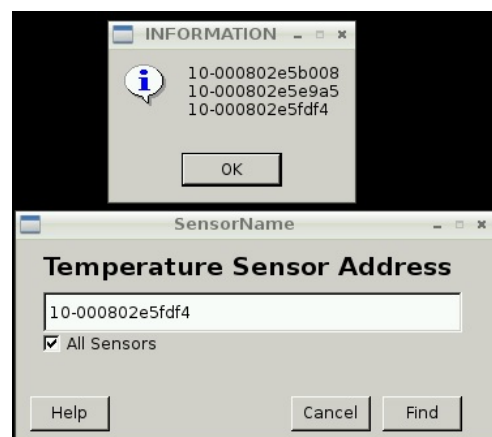 INFORMATION
10-000802e5b008
10-000802e5e9a5
10-000802e5fdf4
OK
SensorName
Temperature Sensor Address
10-000802e5fdf4
All Sensors
Help Cancel Find